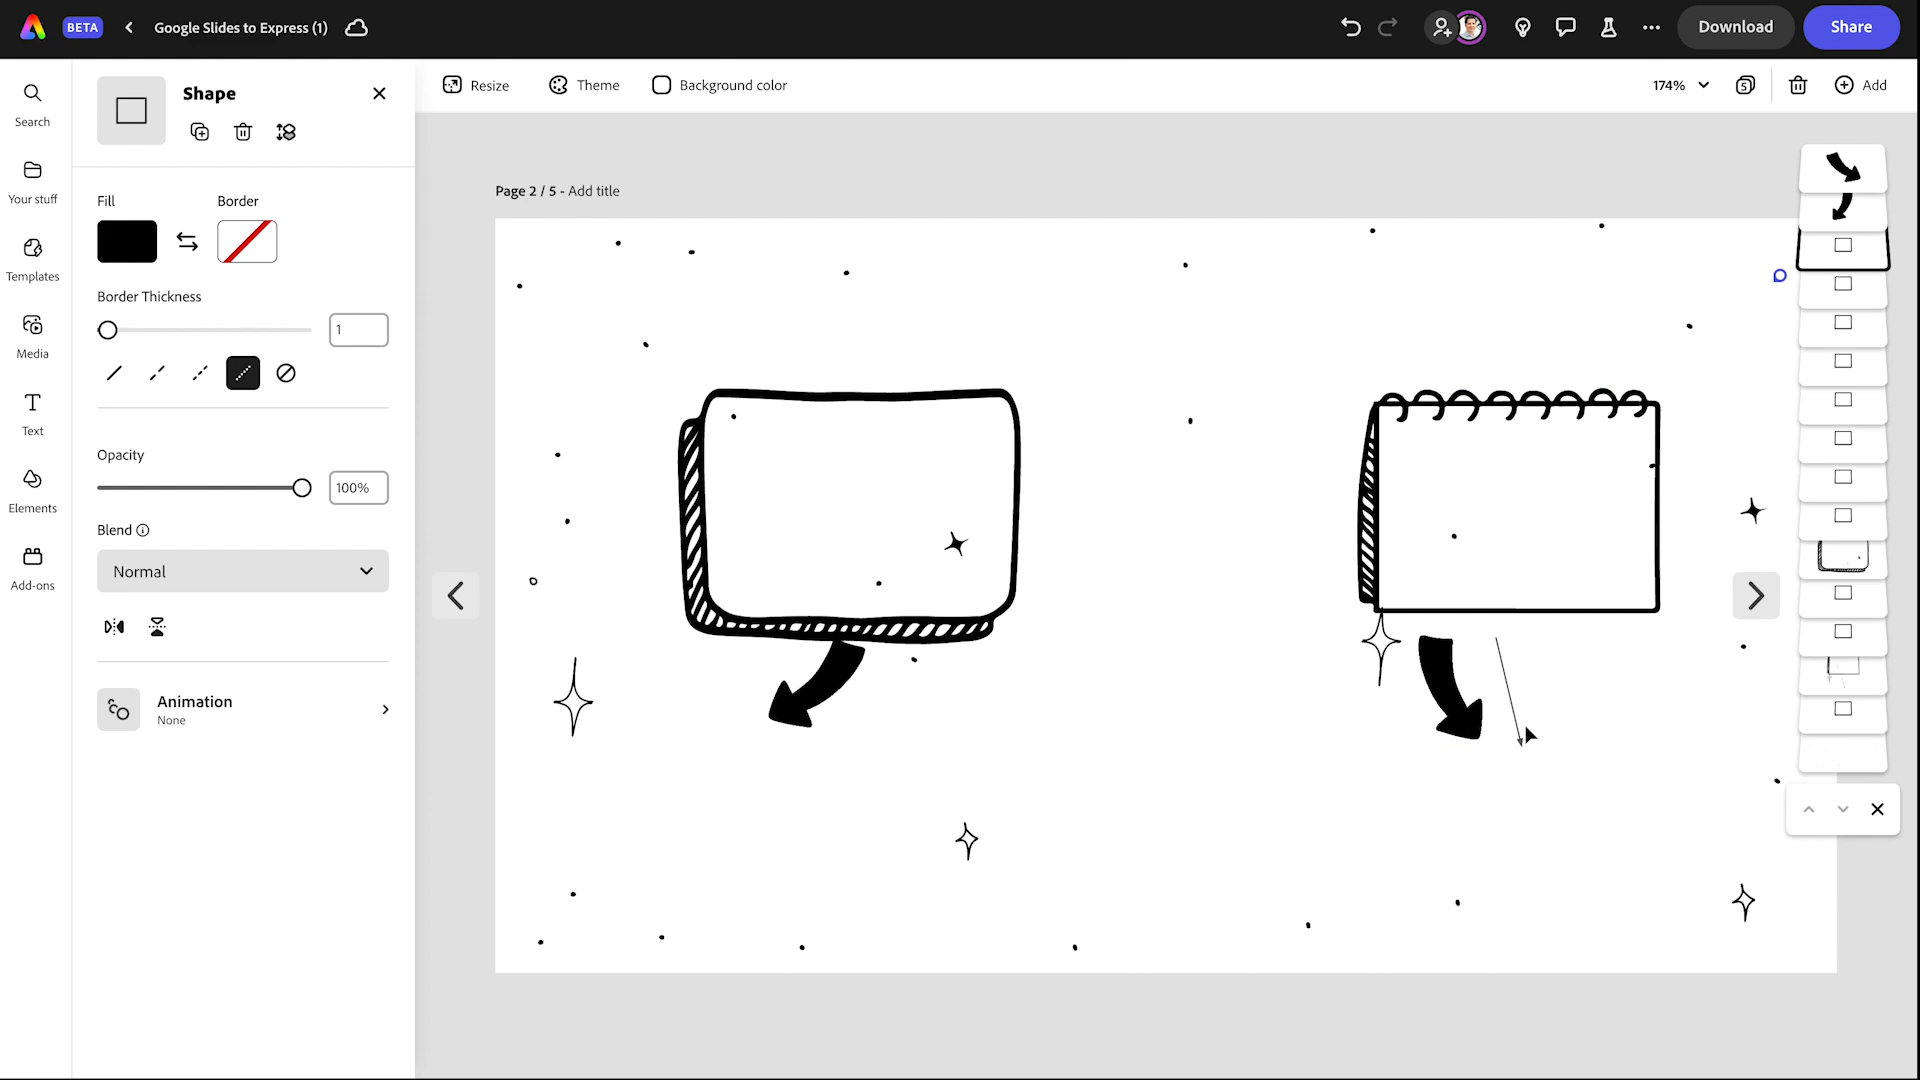 BETA
Google Slides to Express (1)
Download
Share
Search
Your stuff
Templates
Media
Text
Elements
Add-ons
Shape
Fill
Border
Border Thickness
1
Opacity
100%
Blend
Normal
Animation
None
Resize
Theme
Background color
174%
5
Add
Page 2 / 5 - Add title